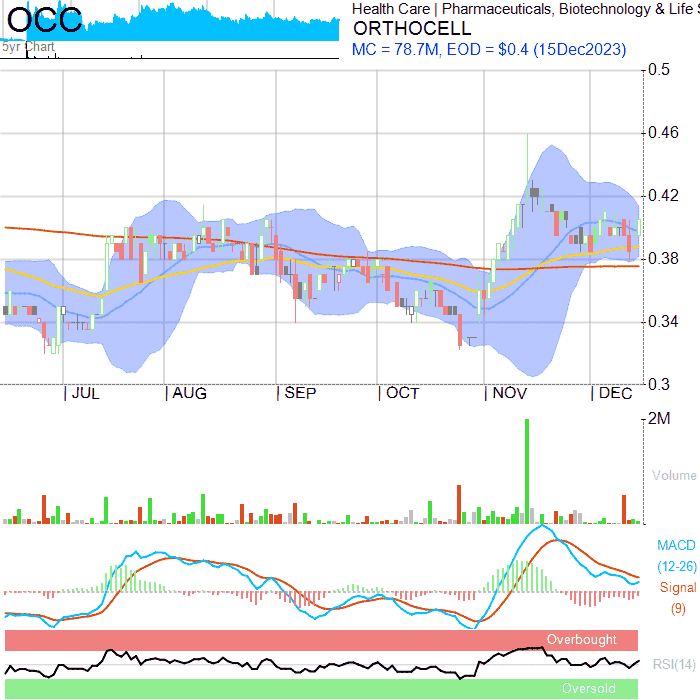 OCC
5yr Chart
Health Care | Pharmaceuticals, Biotechnology & Life S
ORTHOCELL
MC = 78.7M, EOD = $0.4 (15Dec2023)
0.5
0.46
0.42
0.38
0.34
0.3
| JUL | AUG | SEP | OCT | NOV | DEC
2M
Volume
MACD
(12-26)
Signal
(9)
Overbought
RSI(14)
Oversold